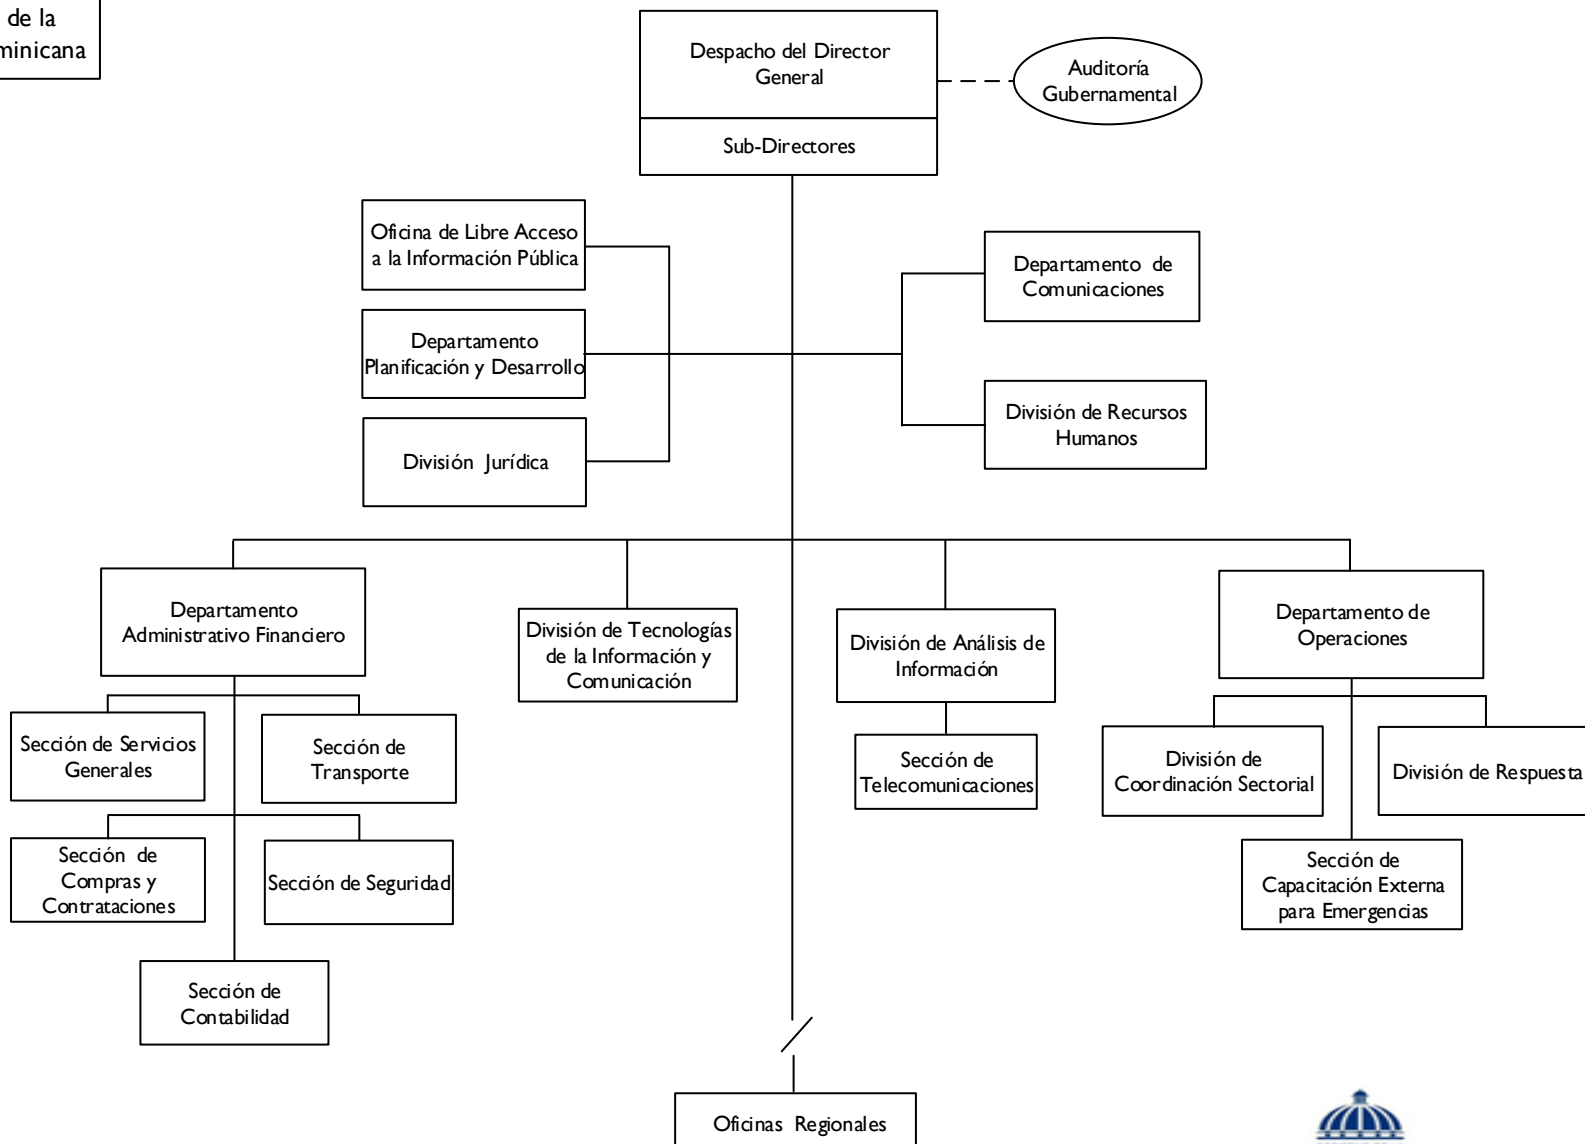 de la
minicana
Despacho del Director
General
Auditoría
Gubernamental
Sub-Directores
Oficina de Libre Acceso
a la Información Pública
Departamento de
Comunicaciones
Departamento
Planificación y Desarrollo
División de Recursos
Humanos
División Jurídica
Departamento
Administrativo Financiero
División de Tecnologías
de la Información y
Comunicación
División de Análisis de
Información
Departamento de
Operaciones
Sección de Servicios
Generales
Sección de
Transporte
Sección de
Telecomunicaciones
División de
Coordinación Sectorial
División de Respuesta
Sección de
Compras y
Contrataciones
Sección de Seguridad
Sección de
Capacitación Externa
para Emergencias
Sección de
Contabilidad
Oficinas Regionales